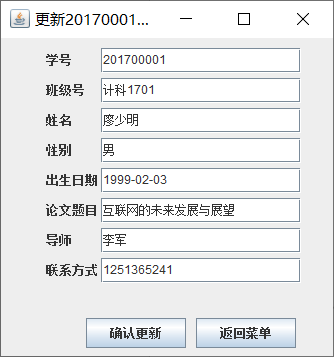 更新20170001...
学号 201700001
班级号 计科1701
姓名 廖少明
性别 男
出生日期 1999-02-03
论文题目 互联网的未来发展与展望
导师 李军
联系方式 1251365241
确认更新 返回菜单